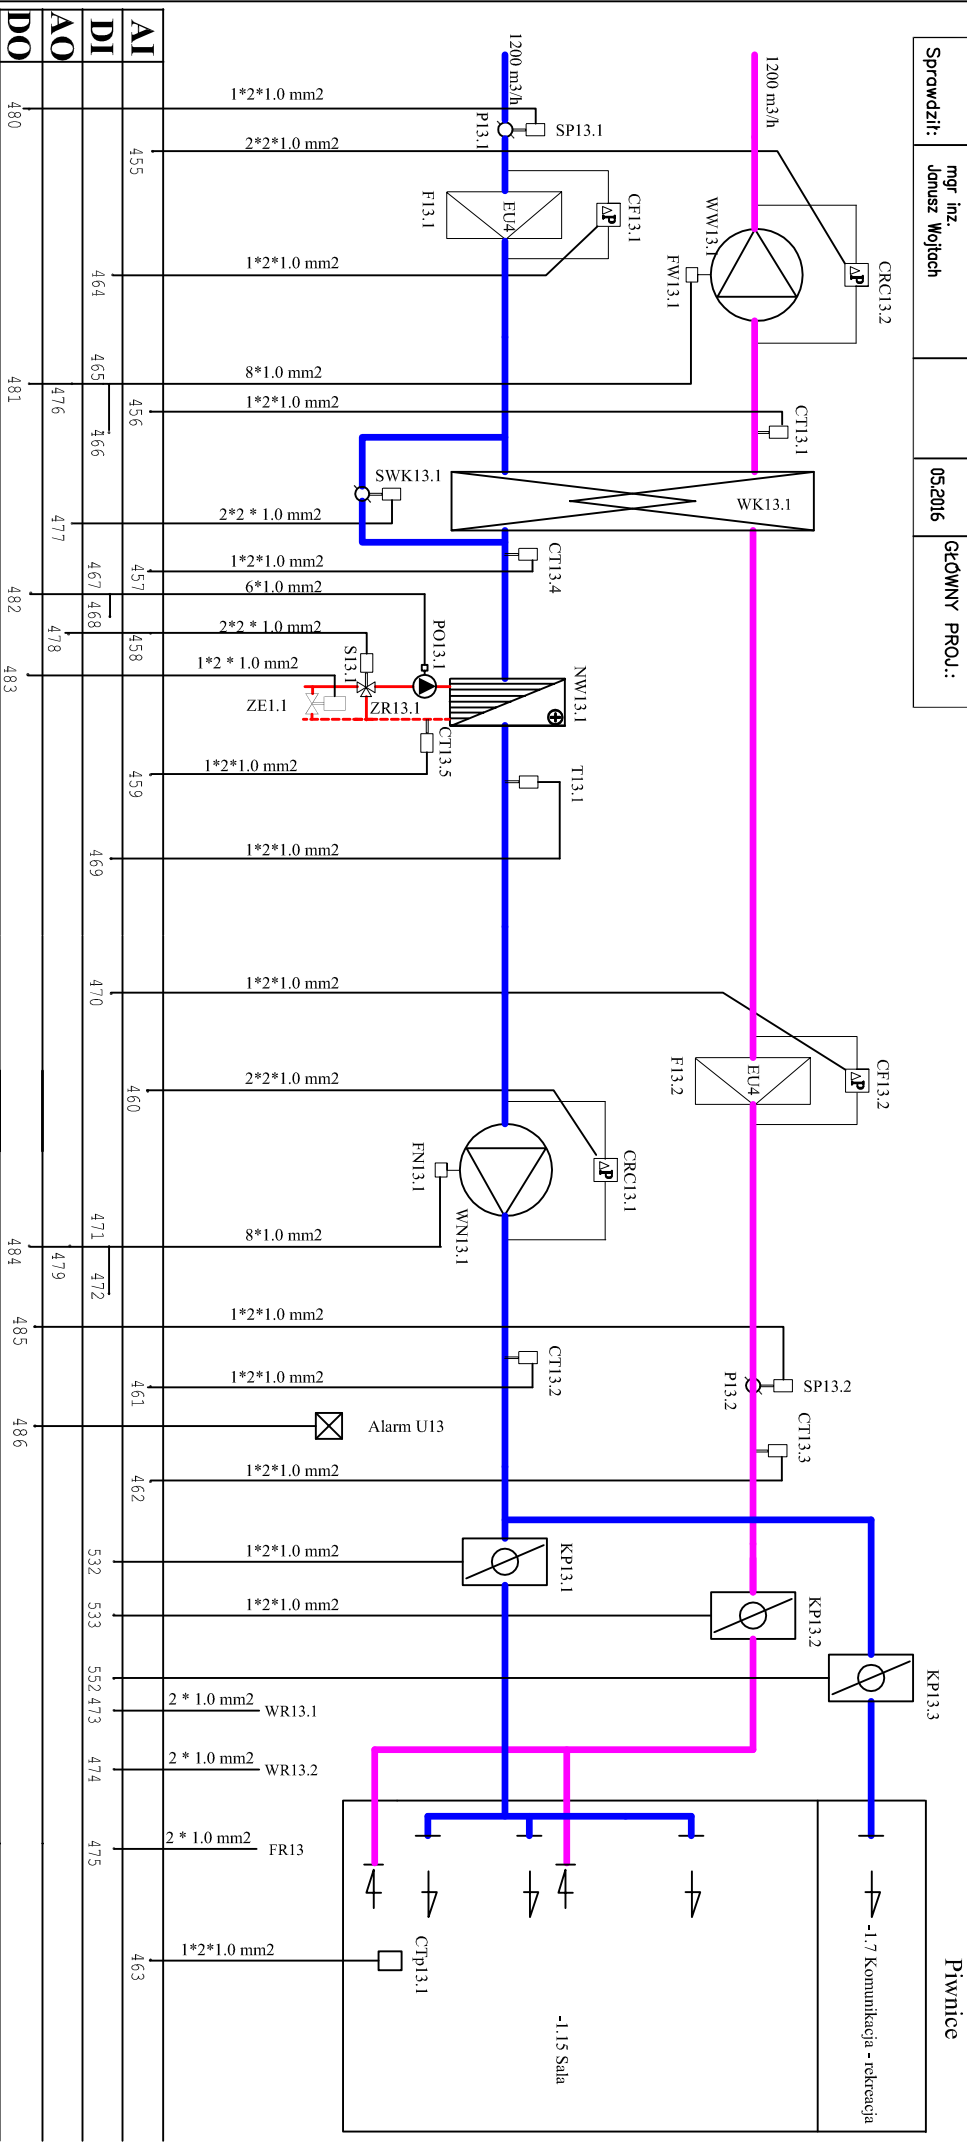 Sprawdził:
mgr inż.
Janusz Wojtach
05.2016
GŁÓWNY PROJ.:
DO
AO
DI
AI
1200 m3/h
1200 m3/h
1*2*1.0 mm2
480
P13.1
SP13.1
2*2*1.0 mm2
455
F13.1
EU4
CF13.1
ΔP
1*2*1.0 mm2
464
WW13.1
FW13.1
CRC13.2
ΔP
8*1.0 mm2
465
466
476
481
1*2*1.0 mm2
456
CT13.1
SWK13.1
WK13.1
2*2 * 1.0 mm2
477
CT13.4
1*2*1.0 mm2
457
6*1.0 mm2
467
468
482
2*2 * 1.0 mm2
458
478
PO13.1
S13.1
1*2 * 1.0 mm2
483
ZE1.1
ZR13.1
NW13.1
CT13.5
1*2*1.0 mm2
459
T13.1
1*2*1.0 mm2
469
1*2*1.0 mm2
470
F13.2
EU4
CF13.2
ΔP
2*2*1.0 mm2
460
FN13.1
WN13.1
CRC13.1
ΔP
8*1.0 mm2
471
472
479
484
1*2*1.0 mm2
485
CT13.2
1*2*1.0 mm2
461
P13.2
SP13.2
Alarm U13
486
CT13.3
1*2*1.0 mm2
462
1*2*1.0 mm2
532
KP13.1
1*2*1.0 mm2
533
KP13.2
552
KP13.3
473
2 * 1.0 mm2
WR13.1
474
2 * 1.0 mm2
WR13.2
475
2 * 1.0 mm2
FR13
1*2*1.0 mm2
463
CTp13.1
-1.15 Sala
-1.7 Komunikacja - rekreacja
Piwnice